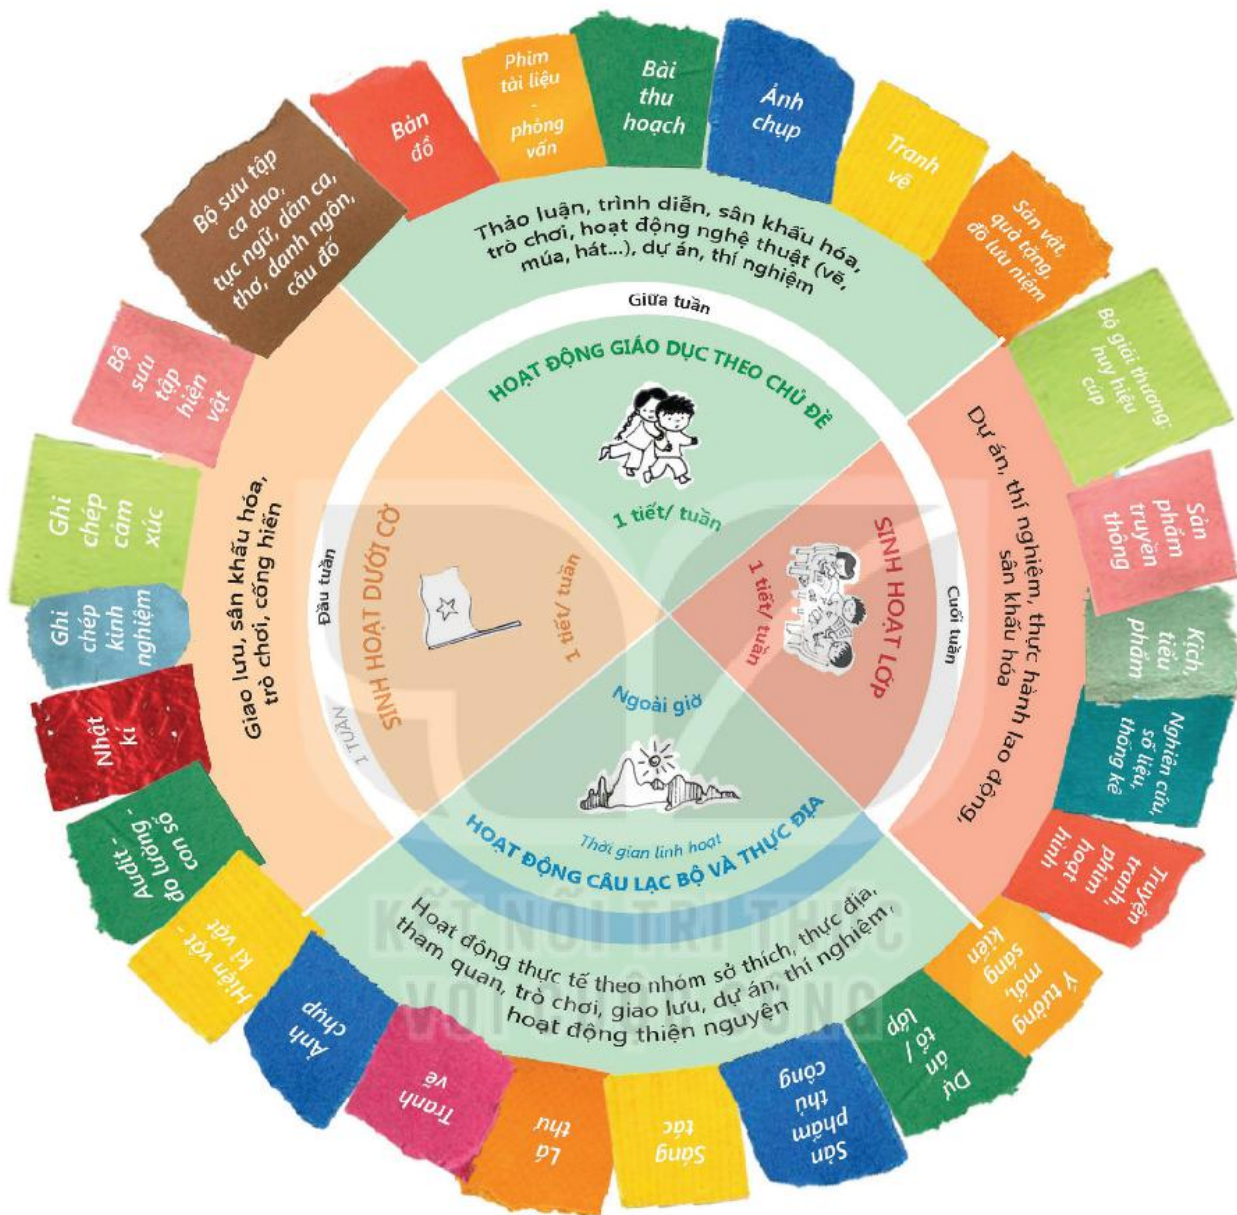 Phim
tài liệu
-
phỏng
vấn
Bài
thu
hoạch
Ảnh
chụp
Tranh
vẽ
Sản vật,
quà tặng,
đồ lưu niệm
Bộ giải thưởng:
huy hiệu
cúp
Sản
phẩm
truyền
thông
Kịch,
tiểu
phẩm
Nghiên cứu,
số liệu,
thống kê
Truyện
tranh,
phim
hoạt
hình
Ý tưởng
mới,
sáng
kiến
Dự
án
tổ /
lớp
Sản
phẩm
thủ
công
Sáng
tác
Lá
thư
Tranh
vẽ
Ảnh
chụp
Hiện vật -
kỉ vật
Audit -
đo lường -
con số
Nhật
kí
Ghi
chép
kinh
nghiệm
Ghi
chép
cảm
xúc
Bộ
sưu
tập
hiện
vật
Bộ sưu tập
ca dao,
tục ngữ, dân ca,
thơ, danh ngôn,
câu đố
Bản
đồ
Thảo luận, trình diễn, sân khấu hóa,
trò chơi, hoạt động nghệ thuật (vẽ,
múa, hát...), dự án, thí nghiệm
Giữa tuần
HOẠT ĐỘNG GIÁO DỤC THEO CHỦ ĐỀ
1 tiết/ tuần
Dự án, thí nghiệm, thực hành lao động,
sân khấu hóa
Cuối tuần
SINH HOẠT LỚP
1 tiết/ tuần
Giao lưu, sân khấu hóa,
trò chơi, cống hiến
Đầu tuần
1 TUẦN
SINH HOẠT DƯỚI CỜ
1 tiết/ tuần
Ngoài giờ
Thời gian linh hoạt
HOẠT ĐỘNG CÂU LẠC BỘ VÀ THỰC ĐỊA
Hoạt động thực tế theo nhóm sở thích, thực địa,
tham quan, trò chơi, giao lưu, dự án, thí nghiệm,
hoạt động thiện nguyện
KẾT NỐI TRI THỨC
VỚI CUỘC SỐNG